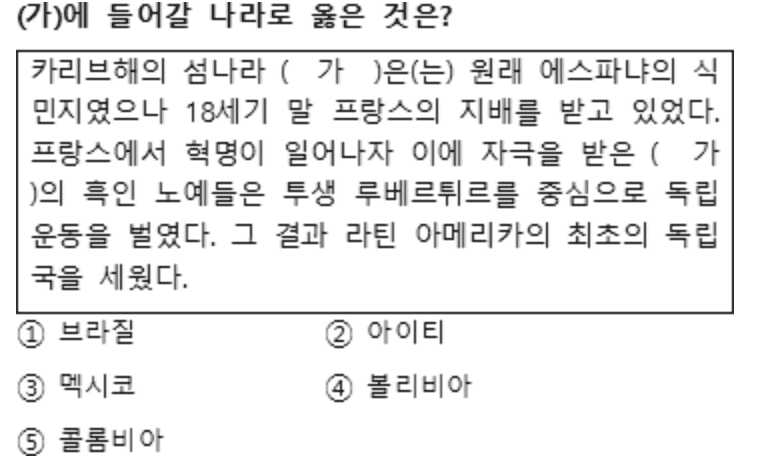 (가)에 들어갈 나라로 옳은 것은?
카리브해의 섬나라 (  가  )은(는) 원래 에스파냐의 식
민지였으나 18세기 말 프랑스의 지배를 받고 있었다.
프랑스에서 혁명이 일어나자 이에 자극을 받은 (  가
)의 흑인 노예들은 투생 루베르튀르를 중심으로 독립
운동을 벌였다. 그 결과 라틴 아메리카의 최초의 독립
국을 세웠다.
① 브라질 ② 아이티
③ 멕시코 ④ 볼리비아
⑤ 콜롬비아